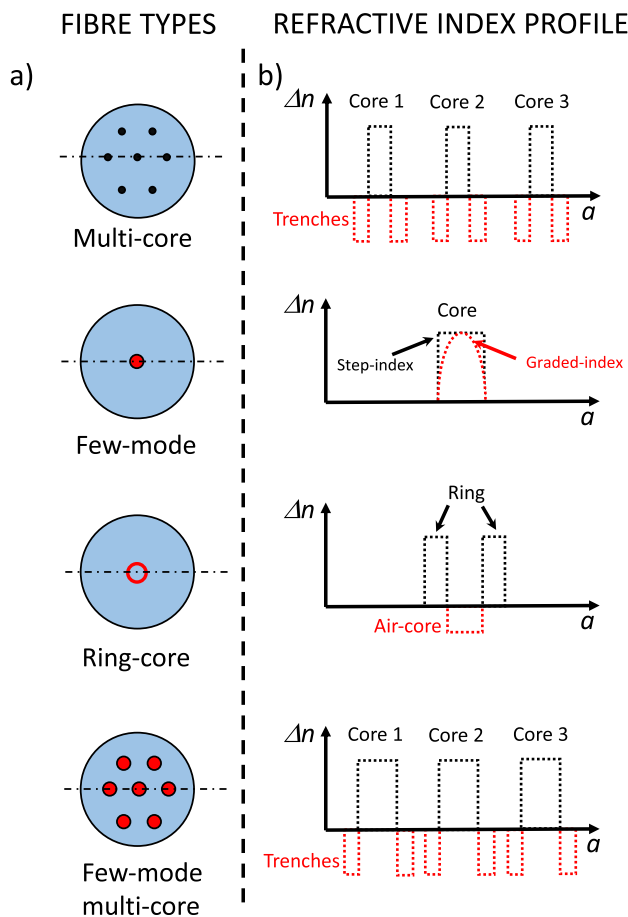 FIBRE TYPES
REFRACTIVE INDEX PROFILE
a)
b)
Δn
Core 1
Core 2
Core 3
Trenches
a
Multi-core
Δn
Core
Step-index
Graded-index
a
Few-mode
Δn
Ring
Air-core
a
Ring-core
Δn
Core 1
Core 2
Core 3
Trenches
a
Few-mode
multi-core